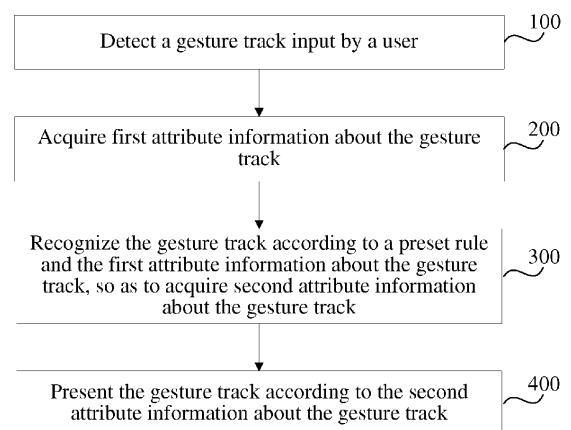 Detect a gesture track input by a user
100
Acquire first attribute information about the gesture
track
200
Recognize the gesture track according to a preset rule
and the first attribute information about the gesture
track, so as to acquire second attribute information
about the gesture track
300
Present the gesture track according to the second
attribute information about the gesture track
400